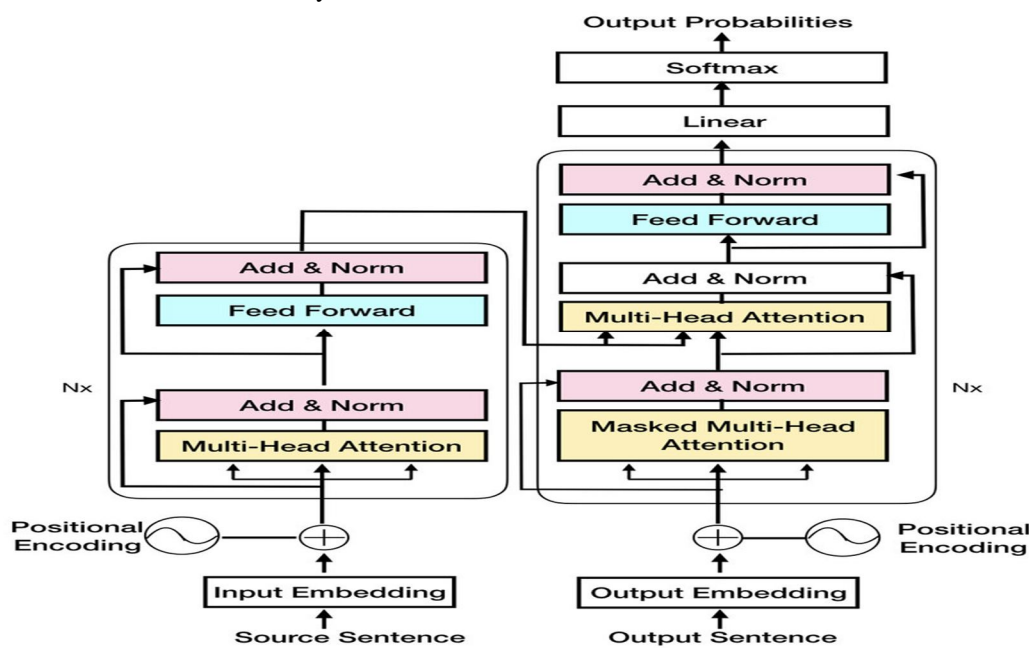 Output Probabilities
Softmax
Linear
Add & Norm
Feed Forward
Add & Norm
Multi-Head Attention
Add & Norm
Masked Multi-Head
Attention
Nx
Positional
Encoding
Output Embedding
Output Sentence
Add & Norm
Feed Forward
Add & Norm
Multi-Head Attention
Nx
Positional
Encoding
Input Embedding
Source Sentence